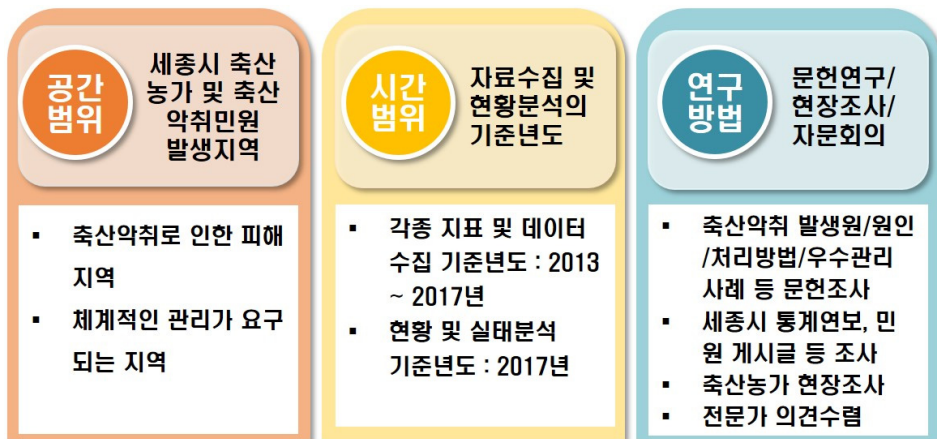 공간
범위
세종시 축산
농가 및 축산
악취민원
발생지역
▪ 축산악취로 인한 피해
지역
▪ 체계적인 관리가 요구
되는 지역
시간
범위
자료수집 및
현황분석의
기준년도
▪ 각종 지표 및 데이터
수집 기준년도 : 2013
~ 2017년
▪ 현황 및 실태분석
기준년도 : 2017년
연구
방법
문헌연구/
현장조사/
자문회의
▪ 축산악취 발생원/원인
/처리방법/우수관리
사례 등 문헌조사
▪ 세종시 통계연보, 민
원 게시글 등 조사
▪ 축산농가 현장조사
▪ 전문가 의견수렴